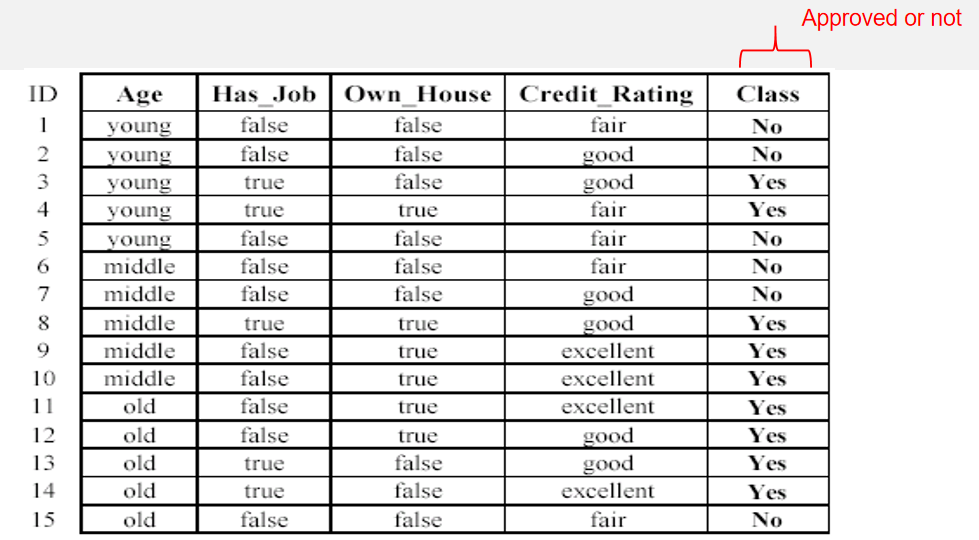 Approved or not
ID Age Has_Job Own_House Credit_Rating Class
1 young false false fair No
2 young false false good No
3 young true false good Yes
4 young true true fair Yes
5 young false false fair No
6 middle false false fair No
7 middle false false good No
8 middle true true good Yes
9 middle false true excellent Yes
10 middle false true excellent Yes
11 old false true excellent Yes
12 old false true good Yes
13 old true false good Yes
14 old true false excellent Yes
15 old false false fair No